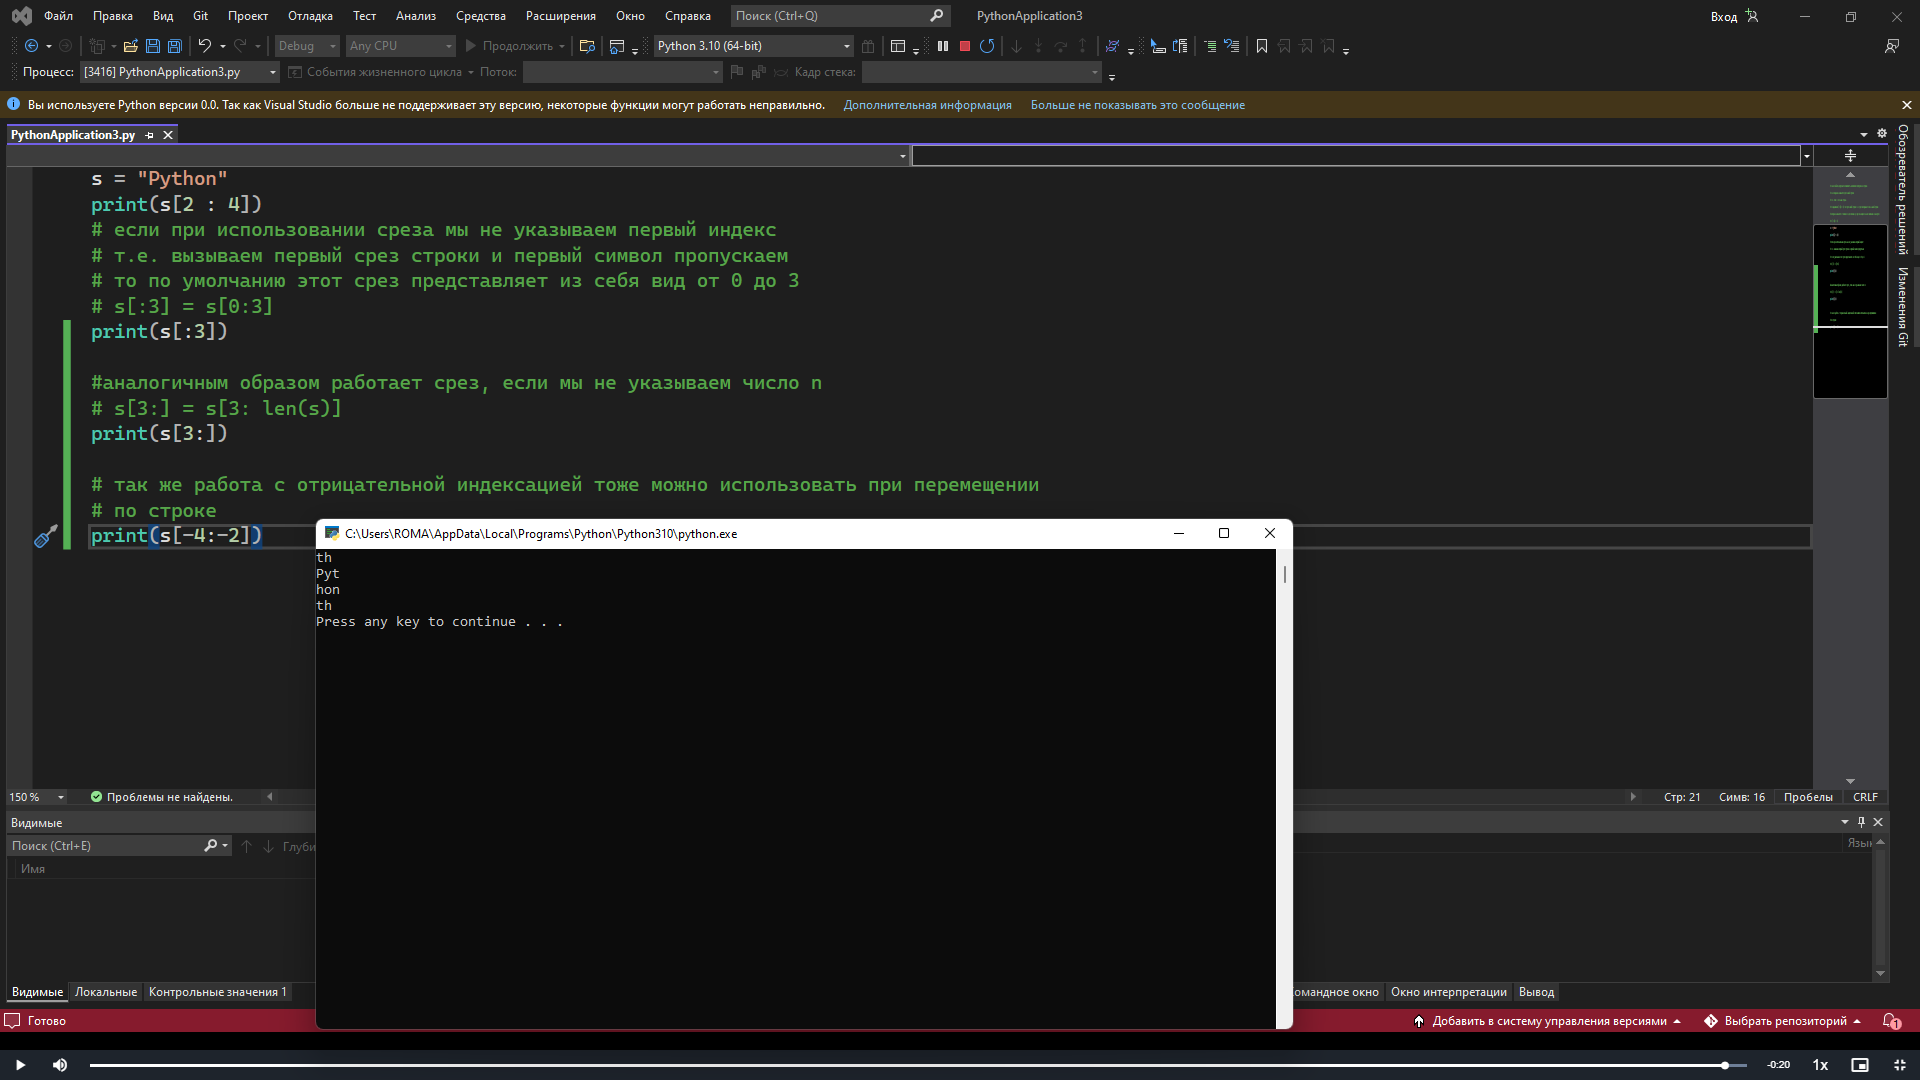 Файл Правка Вид Git Проект Отладка Тест Анализ Средства Расширения Окно Справка Поиск (Ctrl+Q) PythonApplication3 Вход
Debug Any CPU Продолжить Python 3.10 (64-bit)
Процесс: [3416] PythonApplication3.py События жизненного цикла Поток: Кадр стека:
Вы используете Python версии 0.0. Так как Visual Studio больше не поддерживает эту версию, некоторые функции могут работать неправильно. Дополнительная информация Больше не показывать это сообщение
PythonApplication3.py
Обозреватель решений
Изменения Git
s = "Python"
print(s[2 : 4])
# если при использовании среза мы не указываем первый индекс
# т.е. вызываем первый срез строки и первый символ пропускаем
# то по умолчанию этот срез представляет из себя вид от 0 до 3
# s[:3] = s[0:3]
print(s[:3])
#аналогичным образом работает срез, если мы не указываем число n
# s[3:] = s[3: len(s)]
print(s[3:])
# так же работа с отрицательной индексацией тоже можно использовать при перемещении
# по строке
print(s[-4:-2])
C:\Users\ROMA\AppData\Local\Programs\Python\Python310\python.exe
th
Pyt
hon
th
Press any key to continue . . .
150 % Проблемы не найдены. Стр: 21 Симв: 16 Пробелы CRLF
Видимые
Поиск (Ctrl+E) Глуби
Имя Язык
Видимые Локальные Контрольные значения 1 омандное окно Окно интерпретации Вывод
Готово Добавить в систему управления версиями Выбрать репозиторий 1
-0:20 1x